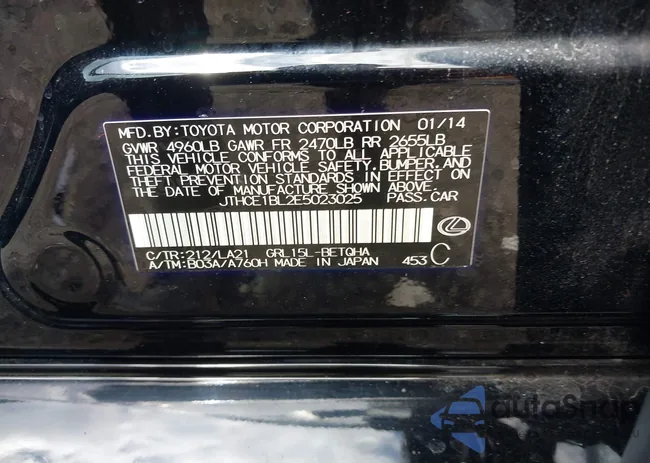 MFD.BY:TOYOTA MOTOR CORPORATION 01/14
GVWR 4960LB GAWR FR 2470LB RR 2655LB
THIS VEHICLE CONFORMS TO ALL APPLICABLE
FEDERAL MOTOR VEHICLE SAFETY,BUMPER,AND
THEFT PREVENTION STANDARDS IN EFFECT ON
THE DATE OF MANUFACTURE SHOWN ABOVE.
JTHCE1BL2E5023025 PASS.CAR
C/TR:212/LA21 GRL15L-BETQHA
A/TM:B03A/A760H MADE IN JAPAN 453 C
autoSnap